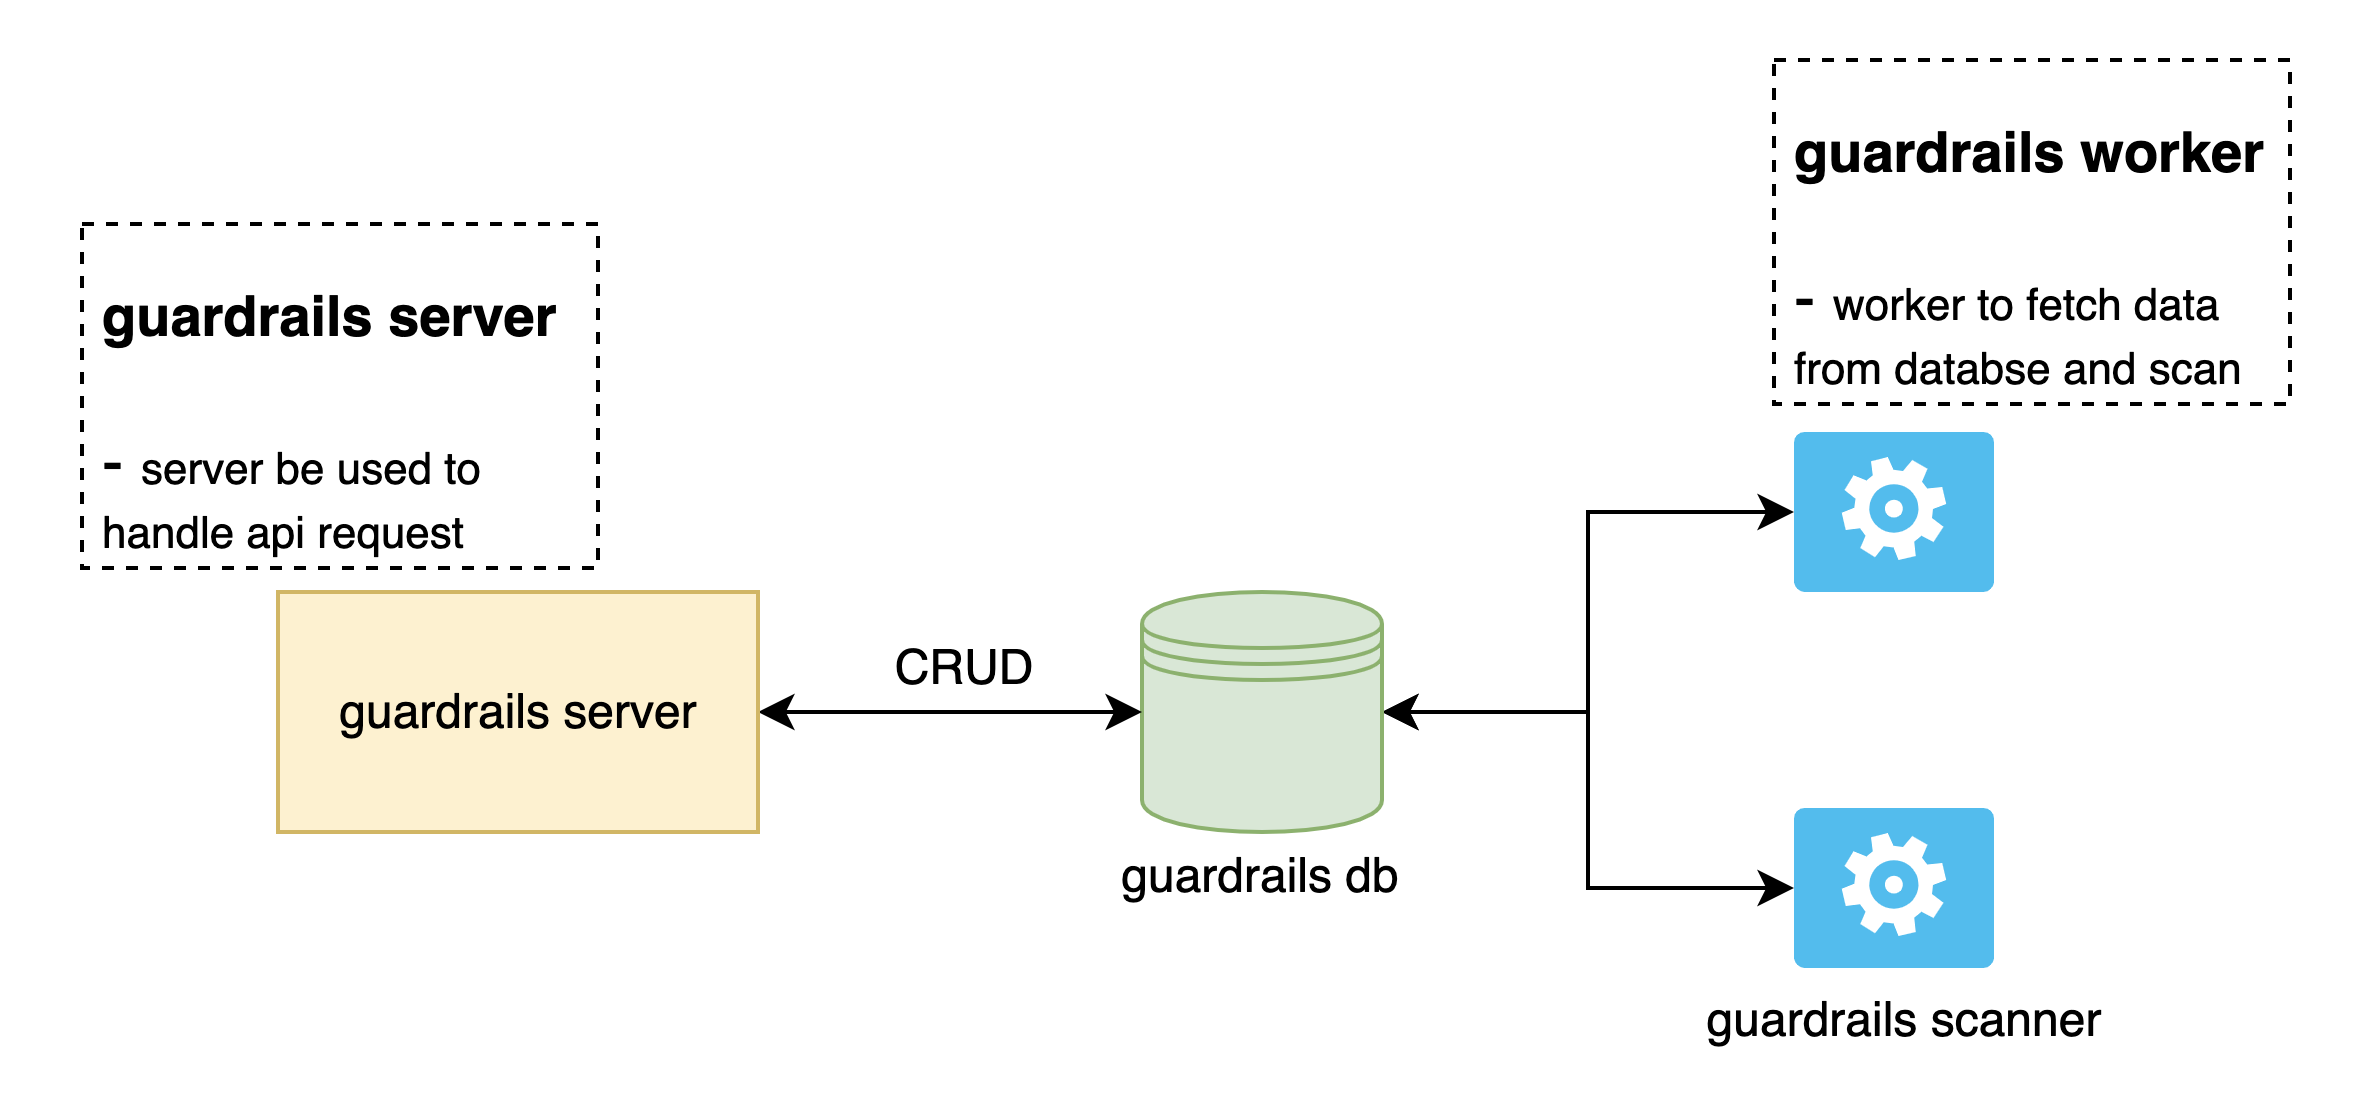 guardrails worker
- worker to fetch data
from databse and scan
guardrails server
- server be used to
handle api request
CRUD
guardrails server
guardrails db
guardrails scanner